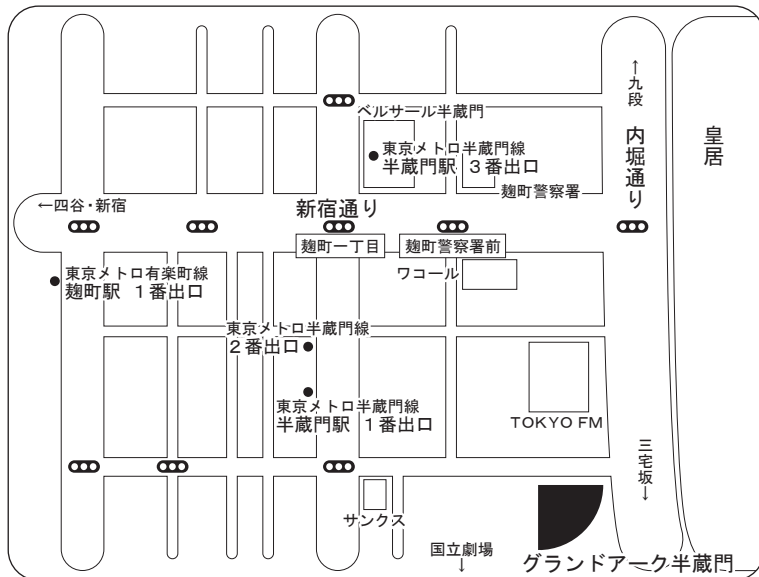 ↑九段
ベルサール半蔵門
内堀通り
皇居
東京メトロ半蔵門線
半蔵門駅 3番出口
麹町警察署
←四谷・新宿
新宿通り
麹町一丁目
麹町警察署前
ワコール
東京メトロ有楽町線
麹町駅 1番出口
東京メトロ半蔵門線
2番出口
東京メトロ半蔵門線
半蔵門駅 1番出口
TOKYO FM
三宅坂↓
サンクス
国立劇場
↓
グランドアーク半蔵門